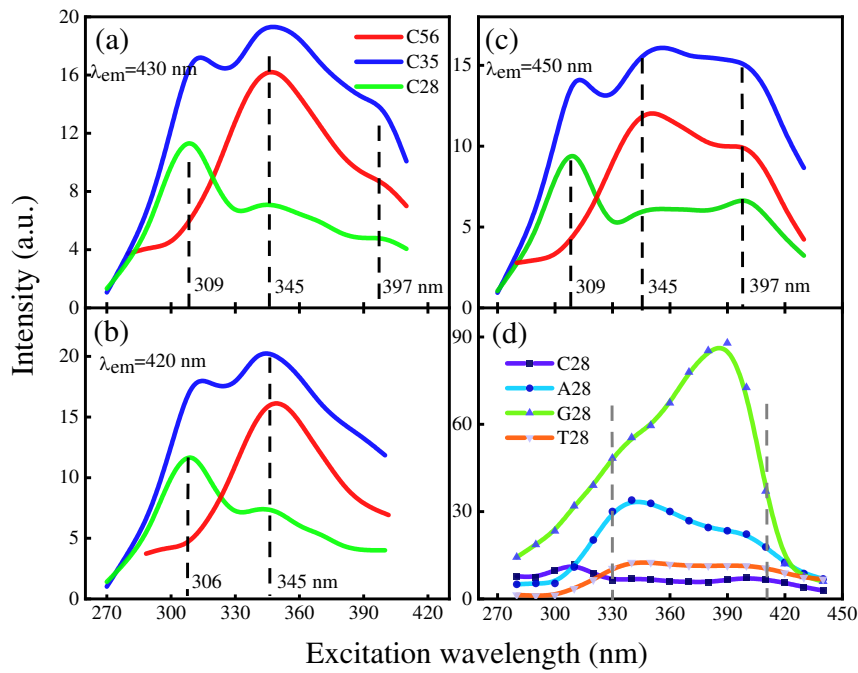 (a)
C56
C35
C28
λem=430 nm
309
345
397 nm
20
16
12
8
4
0
(c)
λem=450 nm
309
345
397 nm
15
10
5
0
(b)
λem=420 nm
306
345 nm
20
15
10
5
0
270
300
330
360
390
420
(d)
C28
A28
G28
T28
90
60
30
0
270
300
330
360
390
420
450
Intensity (a.u.)
Excitation wavelength (nm)